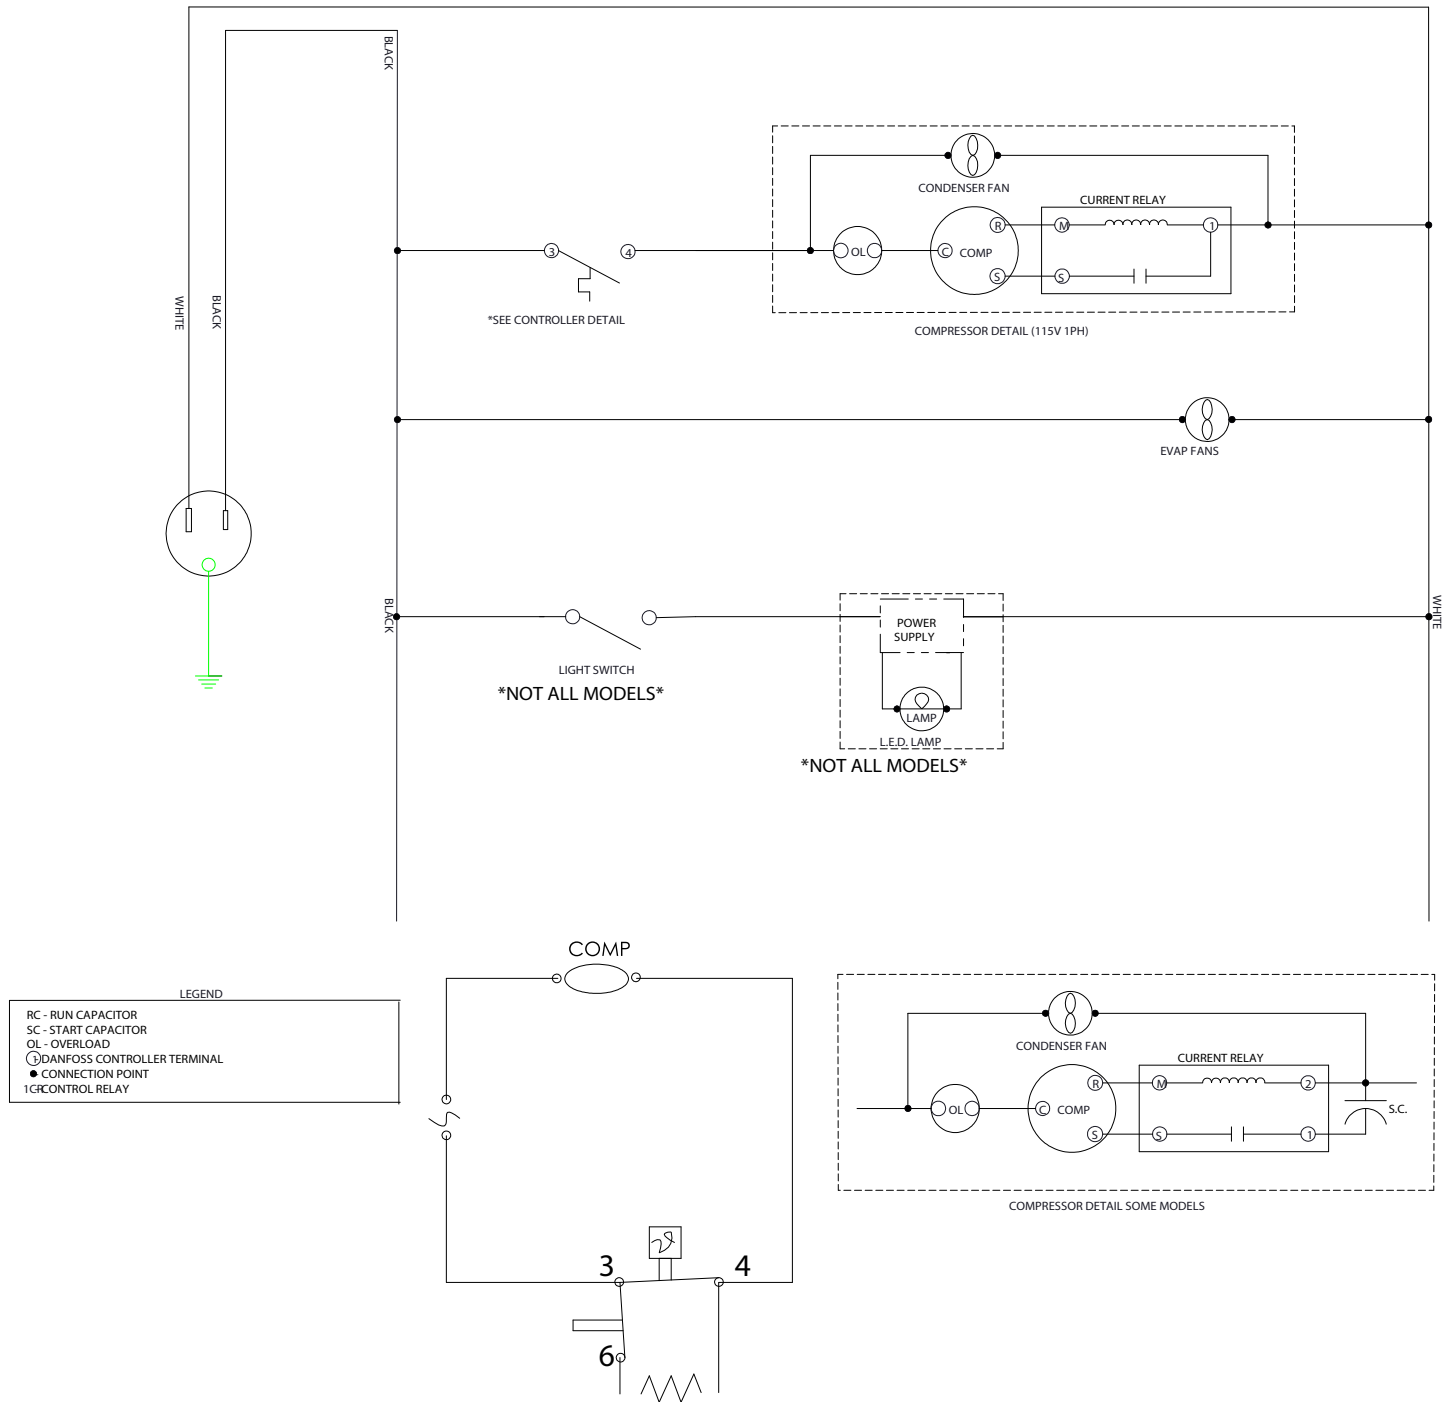 BLACK
CONDENSER FAN
CURRENT RELAY
R
M
1
3
4
OL
C
COMP
S
S
WHITE
BLACK
*SEE CONTROLLER DETAIL
COMPRESSOR DETAIL (115V 1PH)
EVAP FANS
BLACK
WHITE
POWER
SUPPLY
LIGHT SWITCH
*NOT ALL MODELS*
LAMP
L.E.D. LAMP
*NOT ALL MODELS*
COMP
LEGEND
RC - RUN CAPACITOR
SC - START CAPACITOR
OL - OVERLOAD
1 - DANFOSS CONTROLLER TERMINAL
- CONNECTION POINT
CONTROL RELAY
CONDENSER FAN
CURRENT RELAY
R
M
2
OL
C
COMP
S.C.
S
S
1
COMPRESSOR DETAIL SOME MODELS
3
4
6